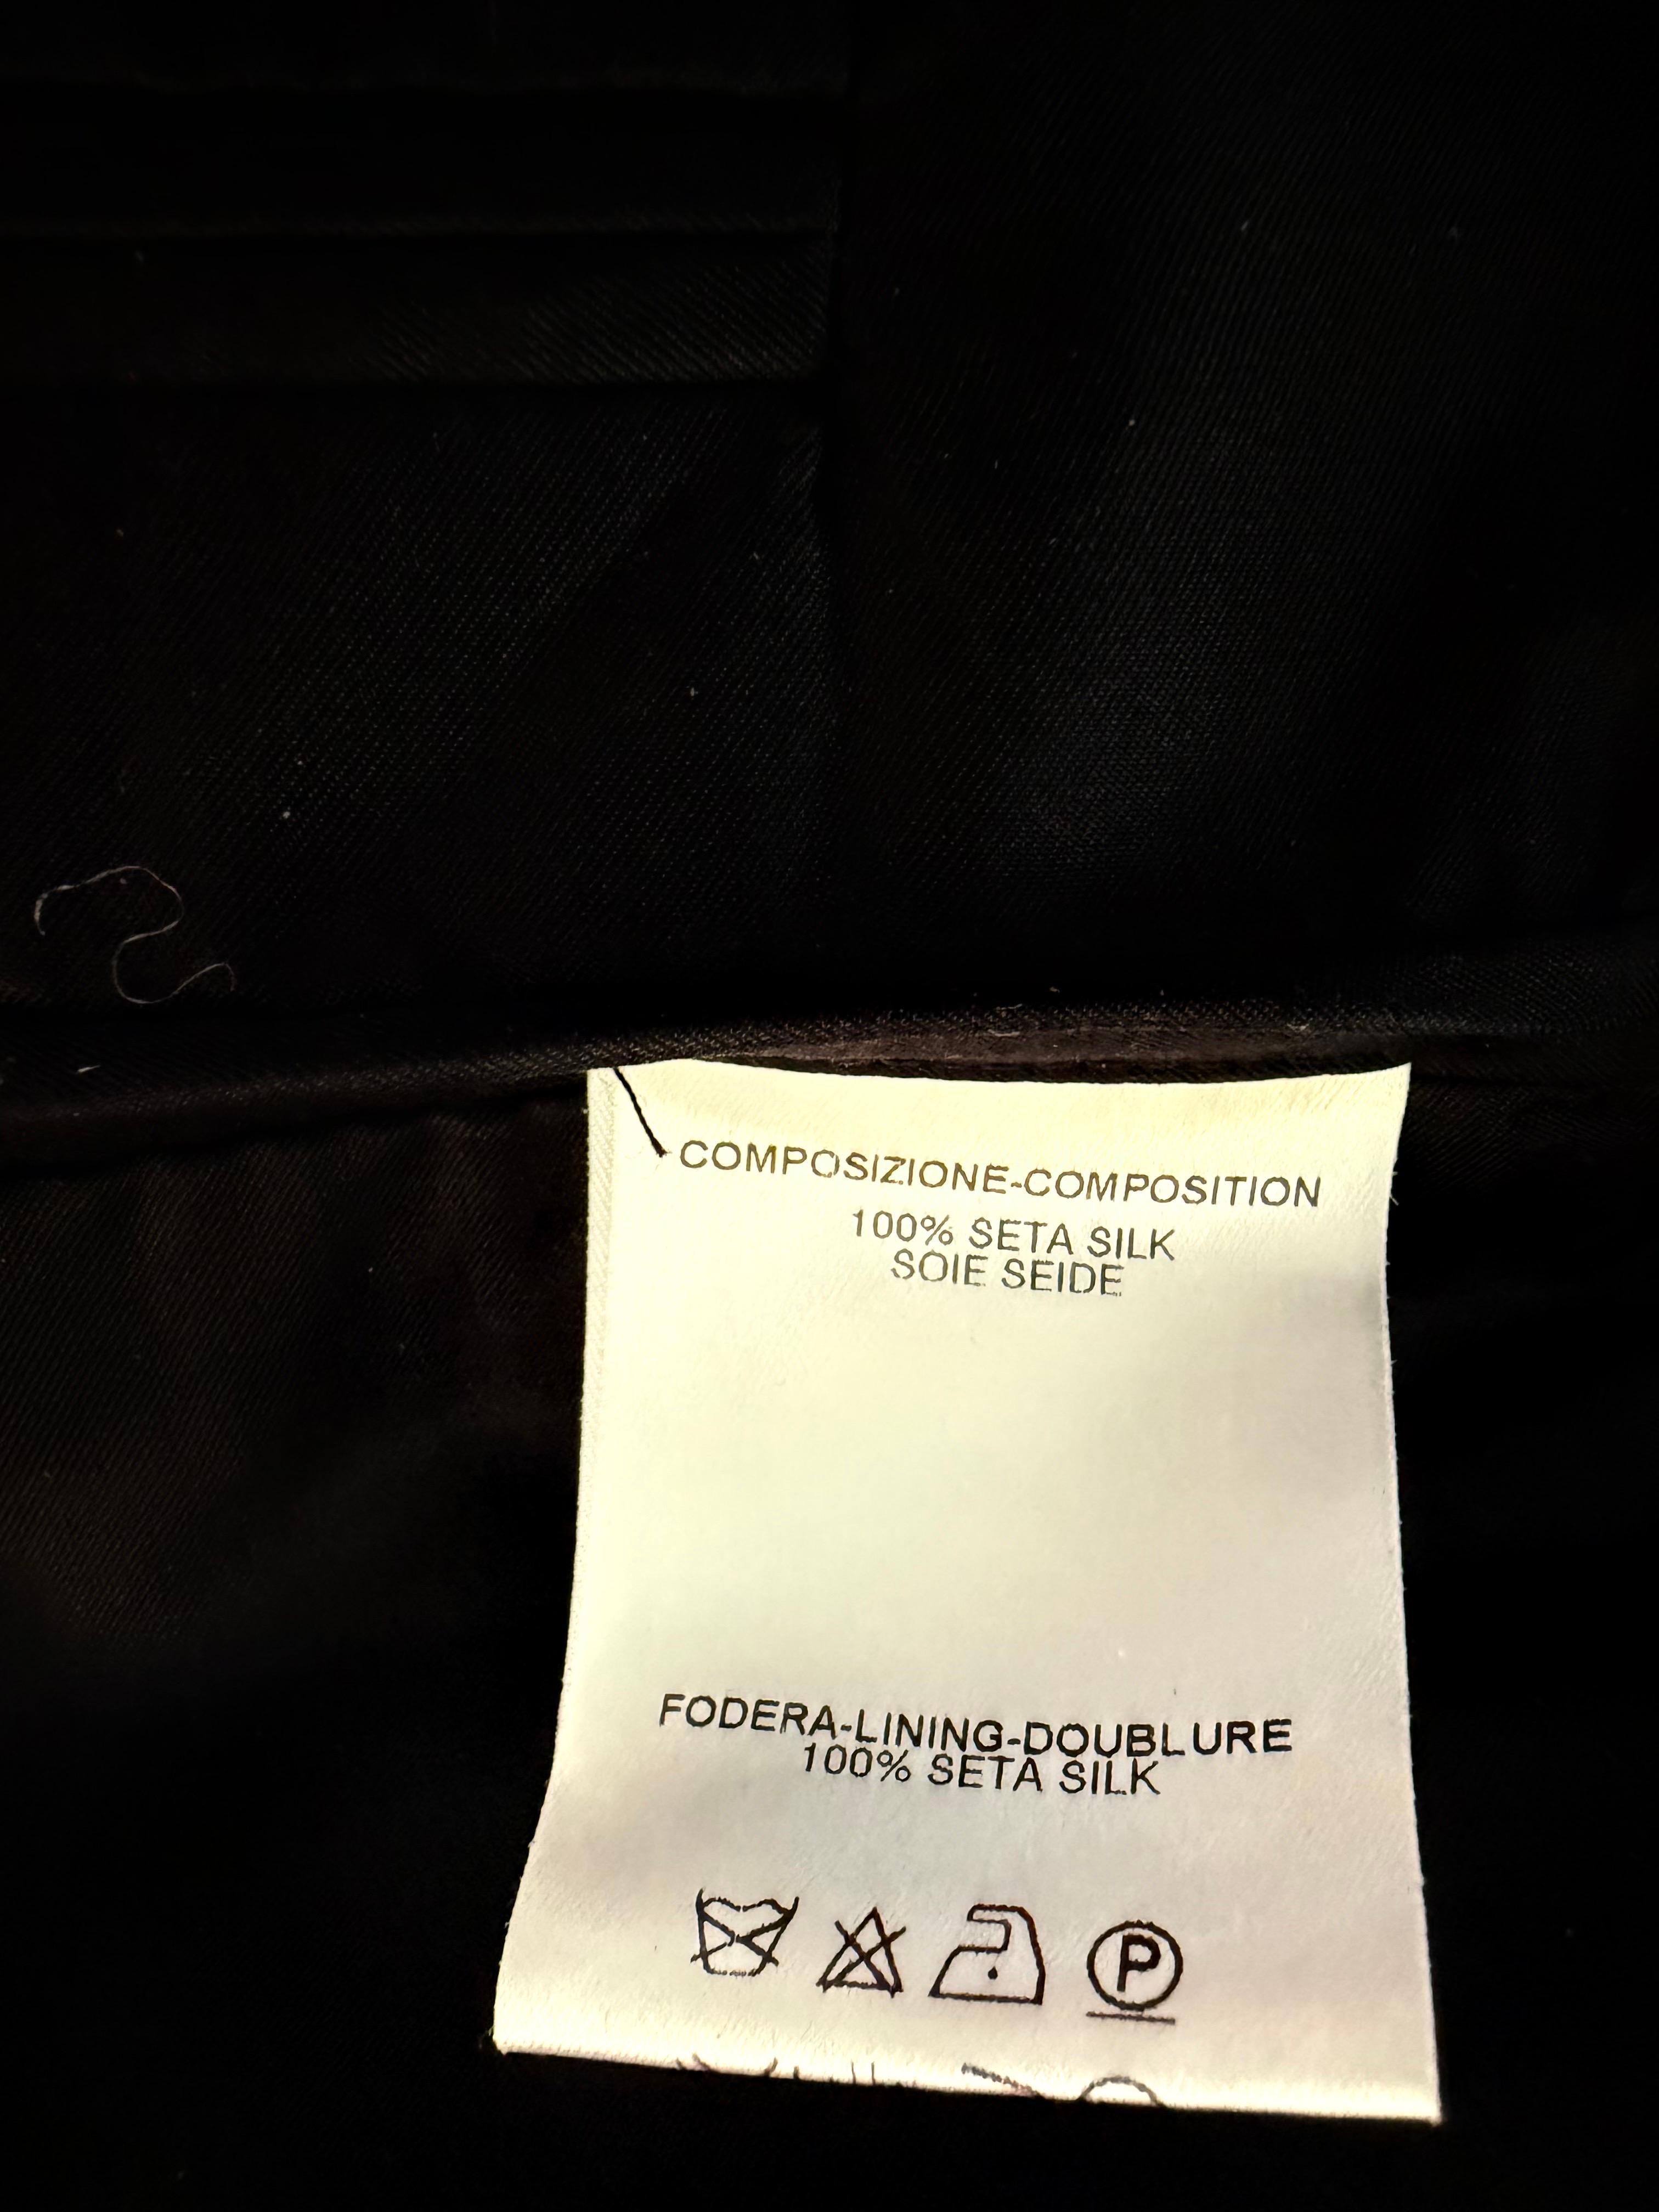 COMPOSIZIONE-COMPOSITION
100% SETA SILK
SOIE SEIDE
FODERA-LINING-DOUBLURE
100% SETA SILK
P